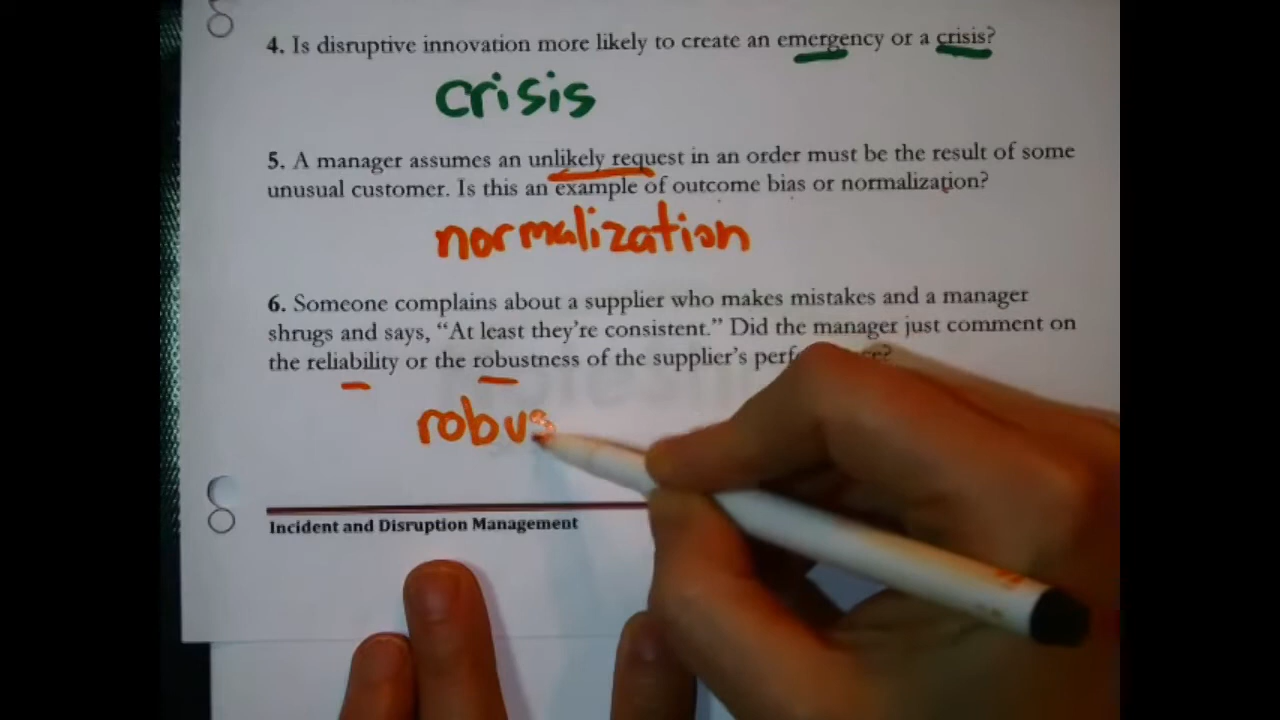 4. Is disruptive innovation more likely to create an emergency or a crisis?
crisis
5. A manager assumes an unlikely request in an order must be the result of some
unusual customer. Is this an example of outcome bias or normalization?
normalization
6. Someone complains about a supplier who makes mistakes and a manager
shrugs and says, “At least they’re consistent.” Did the manager just comment on
the reliability or the robustness of the supplier’s
robus
Incident and Disruption Management